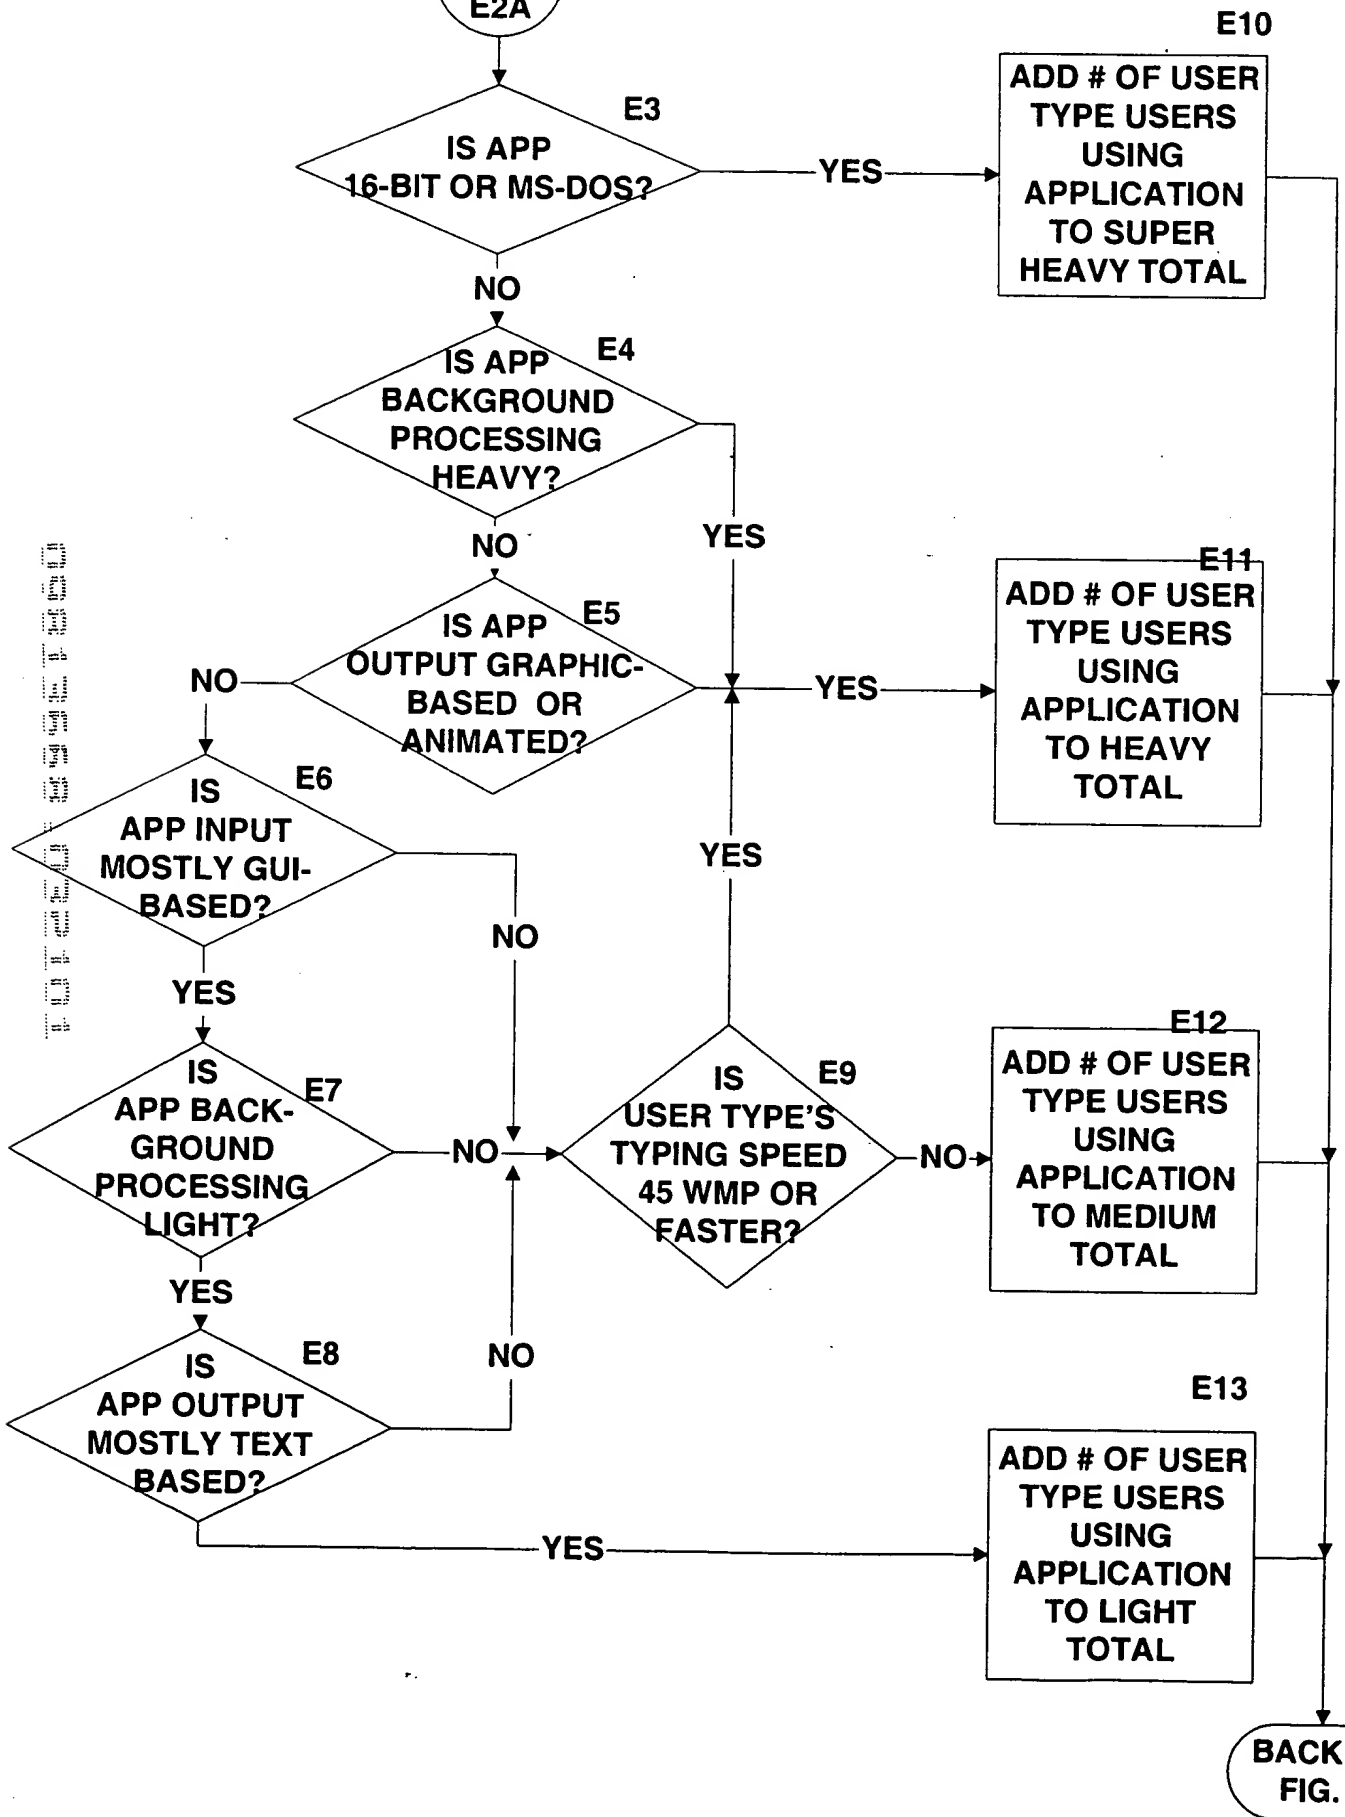 E2A
E10
ADD # OF USER
TYPE USERS
USING
APPLICATION
TO SUPER
HEAVY TOTAL
E3
IS APP
16-BIT OR MS-DOS?
YES
NO
E4
IS APP
BACKGROUND
PROCESSING
HEAVY?
YES
NO
E5
IS APP
OUTPUT GRAPHIC-
BASED OR
ANIMATED?
NO
YES
E11
ADD # OF USER
TYPE USERS
USING
APPLICATION
TO HEAVY
TOTAL
E6
IS
APP INPUT
MOSTLY GUI-
BASED?
NO
YES
YES
E7
IS
APP BACK-
GROUND
PROCESSING
LIGHT?
NO
E9
IS
USER TYPE'S
TYPING SPEED
45 WMP OR
FASTER?
NO
E12
ADD # OF USER
TYPE USERS
USING
APPLICATION
TO MEDIUM
TOTAL
YES
NO
E8
IS
APP OUTPUT
MOSTLY TEXT
BASED?
YES
E13
ADD # OF USER
TYPE USERS
USING
APPLICATION
TO LIGHT
TOTAL
BACK
FIG.